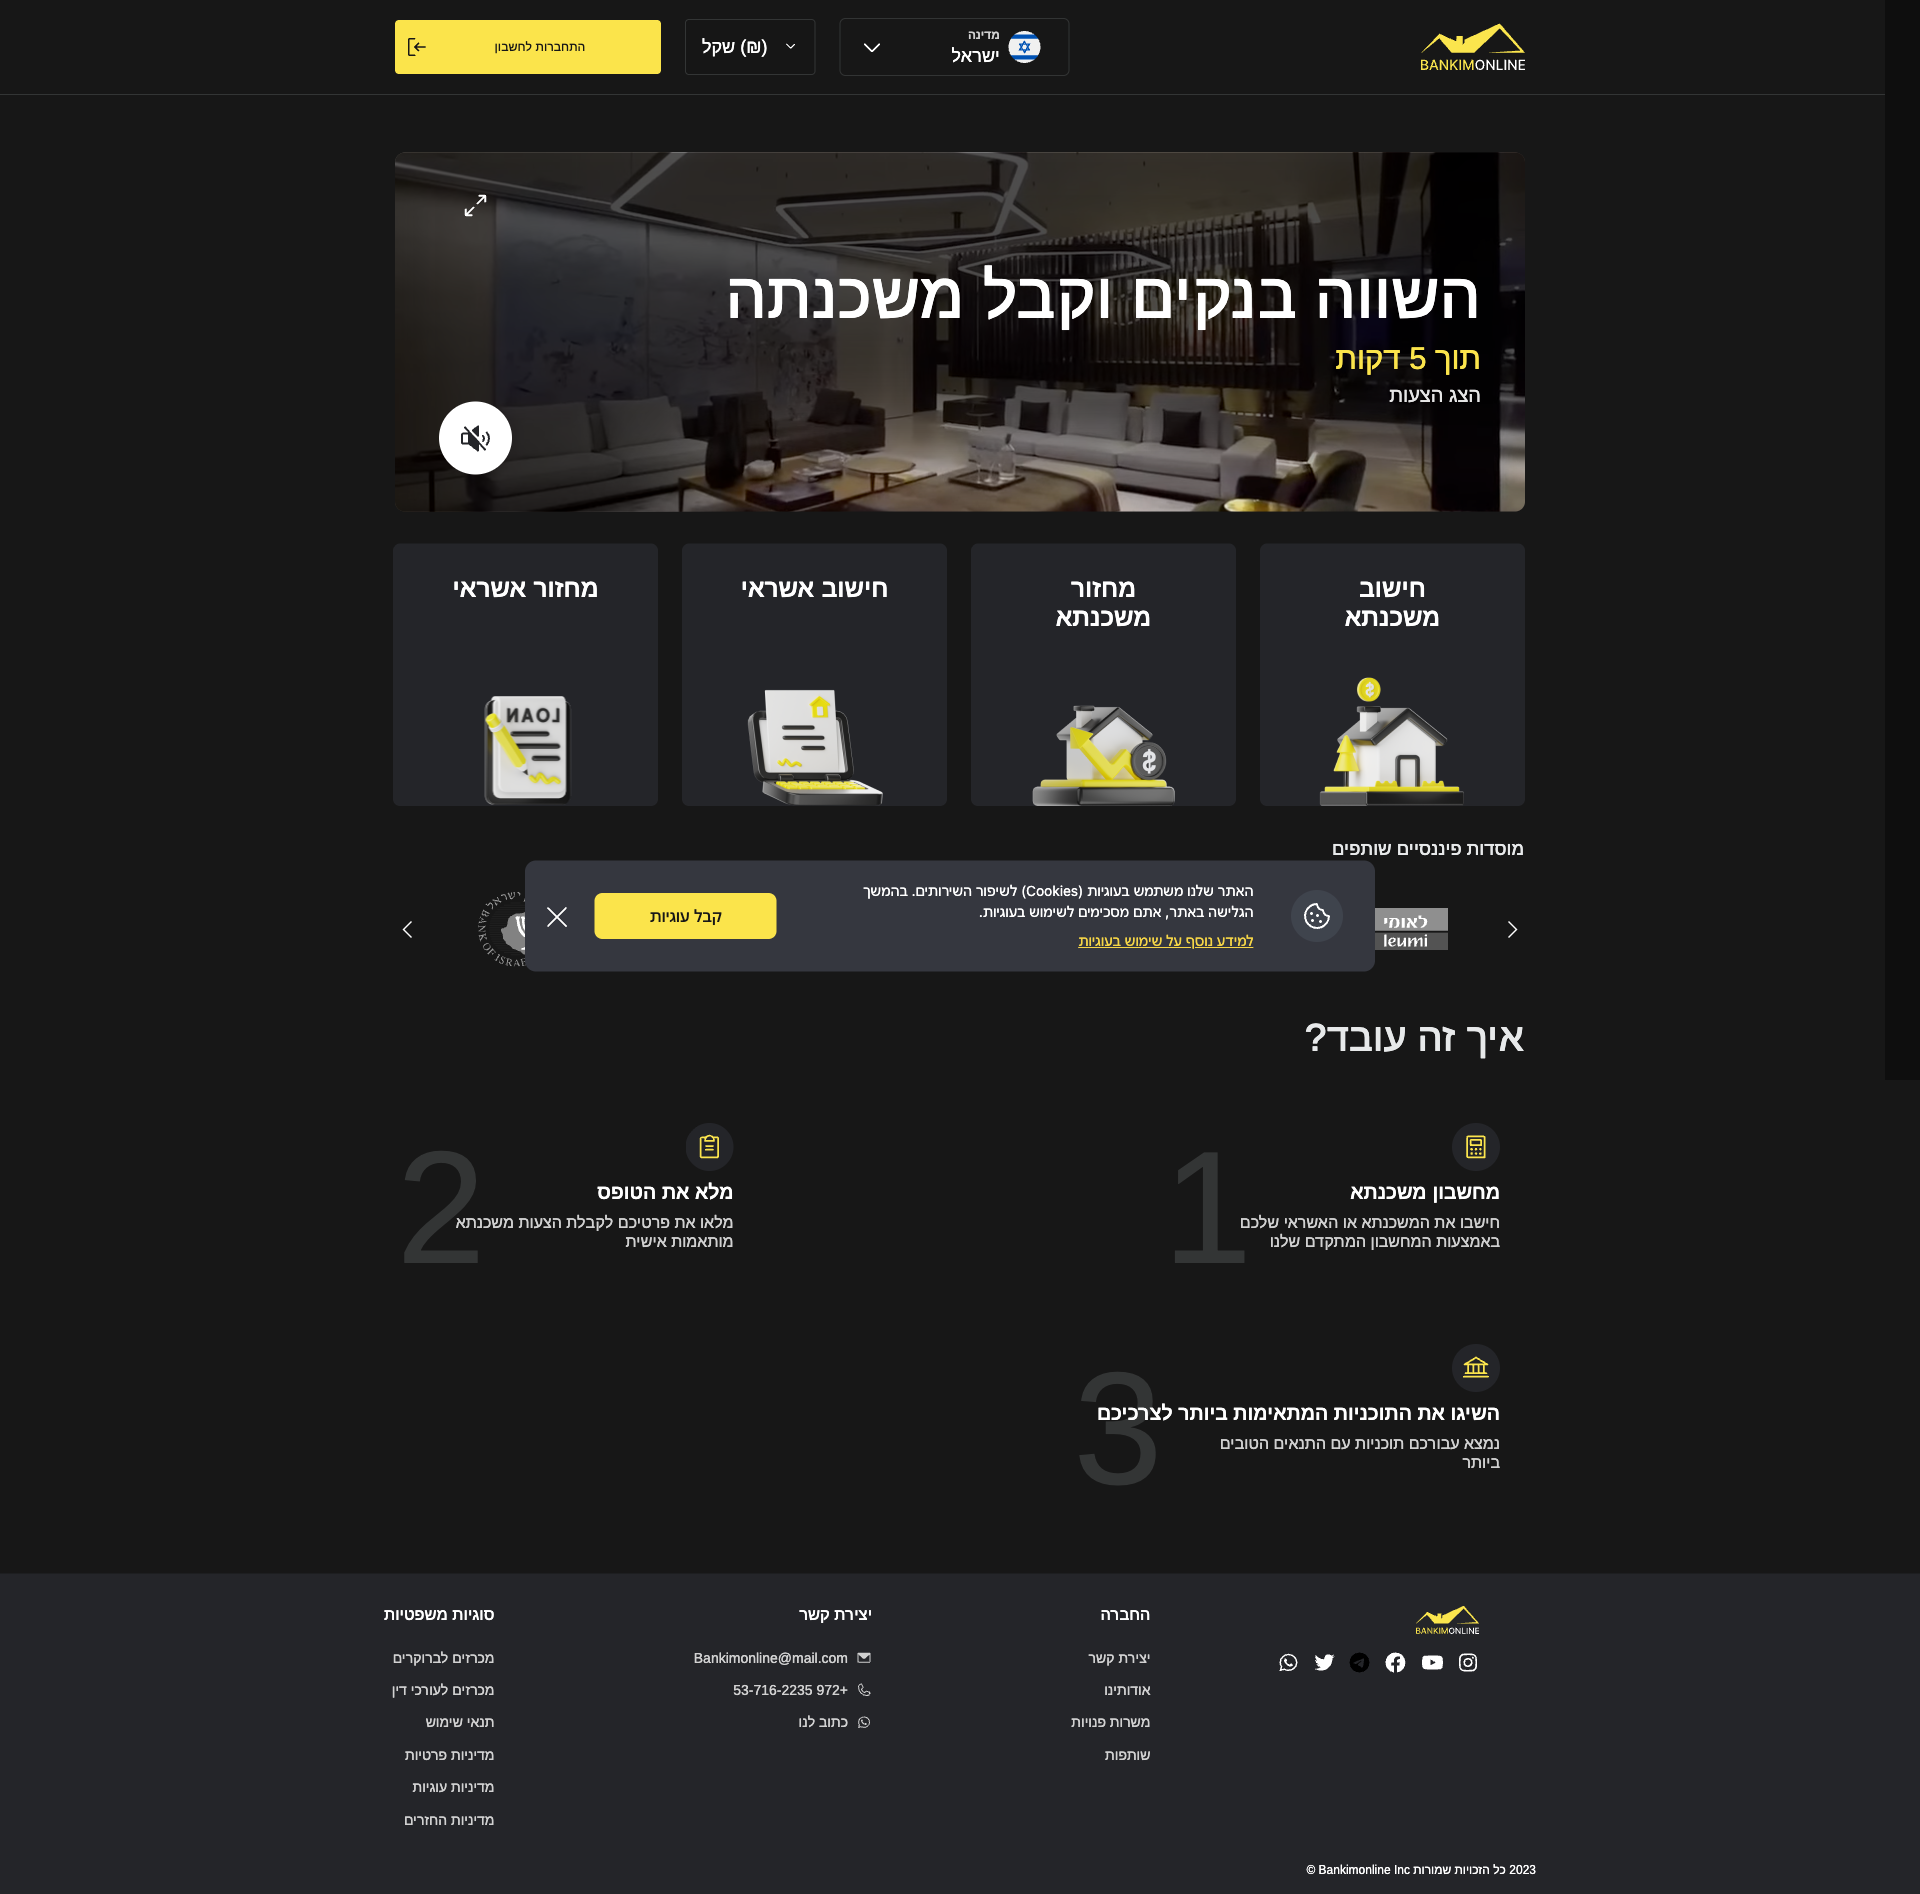 BANKIMONLINE
מדינה
ישראל
(₪) שקל
התחברות לחשבון
השווה בנקים וקבל משכנתה
תוך 5 דקות
הצג הצעות
חישוב
משכנתא
מחזור
משכנתא
חישוב אשראי
מחזור אשראי
LOAN
מוסדות פיננסיים שותפים
לאומי
leumi
האתר שלנו משתמש בעוגיות (Cookies) לשיפור השירותים. בהמשך
הגלישה באתר, אתם מסכימים לשימוש בעוגיות.
למידע נוסף על שימוש בעוגיות
קבל עוגיות
ישראל BANK OF ISRA
איך זה עובד?
1
מחשבון משכנתא
חישבו את המשכנתא או האשראי שלכם
באמצעות המחשבון המתקדם שלנו
2
מלא את הטופס
מלאו את פרטיכם לקבלת הצעות משכנתא
מותאמות אישית
3
השיגו את התוכניות המתאימות ביותר לצרכיכם
נמצא עבורכם תוכניות עם התנאים הטובים
ביותר
BANKIMONLINE
החברה
יצירת קשר
אודותינו
משרות פנויות
שותפות
יצירת קשר
Bankimonline@mail.com
53-716-2235 972+
כתוב לנו
סוגיות משפטיות
מכרזים לברוקרים
מכרזים לעורכי דין
תנאי שימוש
מדיניות פרטיות
מדיניות עוגיות
מדיניות החזרים
2023 כל הזכויות שמורות Bankimonline Inc ©